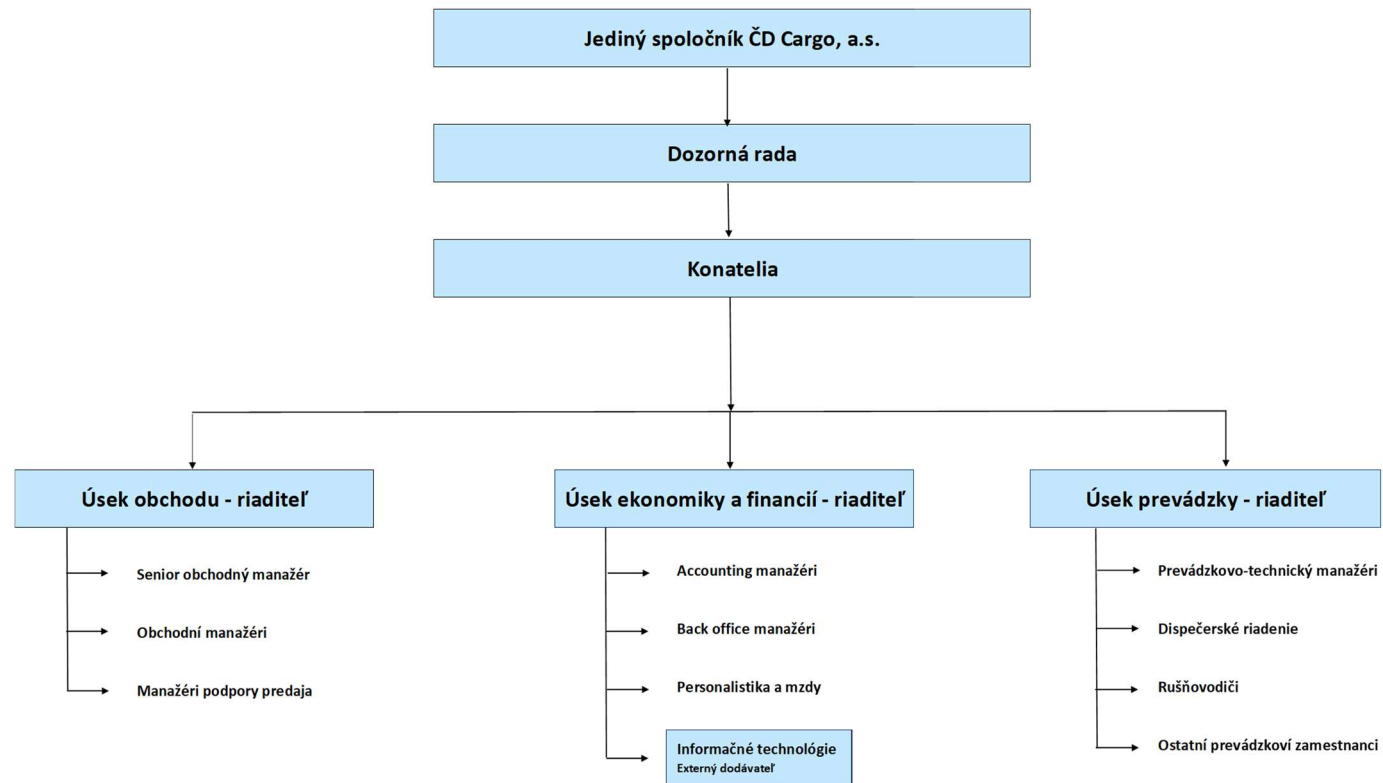 Jediný spoločník ČD Cargo, a.s.
Dozorná rada
Konatelia
Úsek obchodu - riaditeľ
Senior obchodný manažér
Obchodní manažéri
Manažéri podpory predaja
Úsek ekonomiky a financií - riaditeľ
Accounting manažéri
Back office manažéri
Personalistika a mzdy
Informačné technológie
Externý dodávateľ
Úsek prevádzky - riaditeľ
Prevádzkovo-technický manažéri
Dispečerské riadenie
Rušňovodiči
Ostatní prevádzkoví zamestnanci